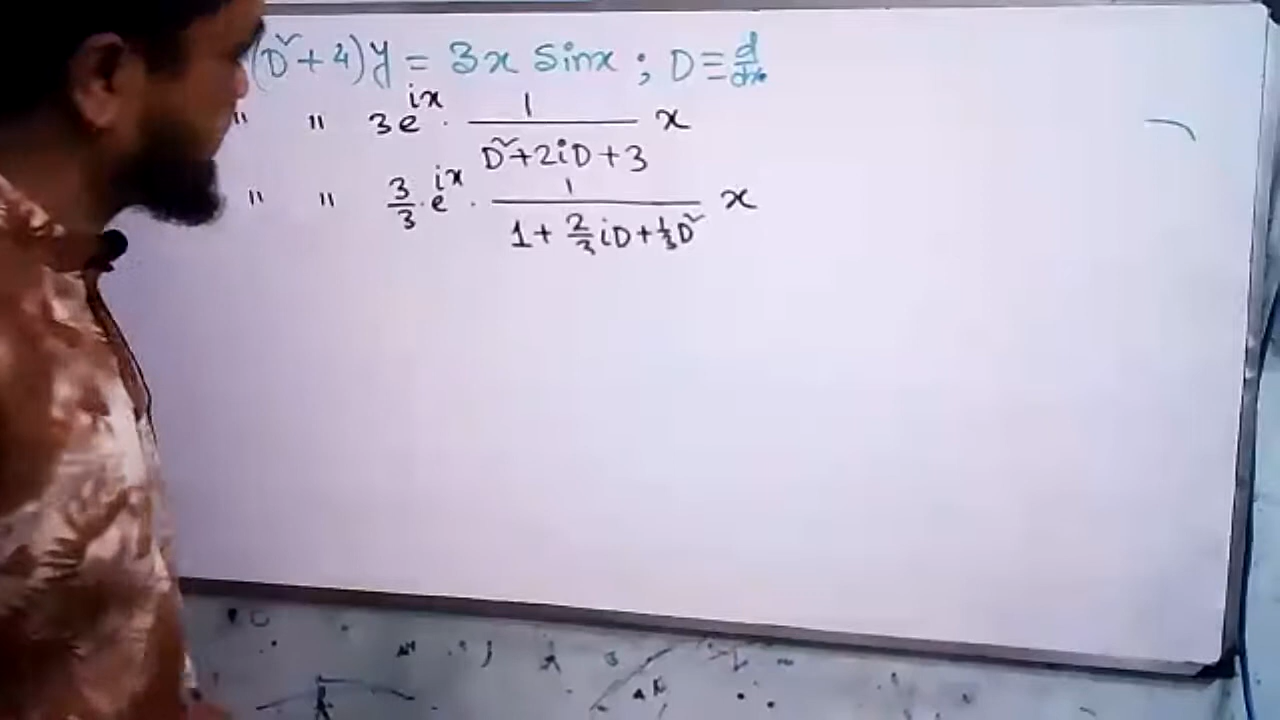 (D²+4)y = 3x Sinx ; D ≡ d/dx
" " 3e^{ix} · 1/(D²+2iD+3) x
" " 3/3 · e^{ix} · 1/(1+2/3 iD+1/3 D²) x